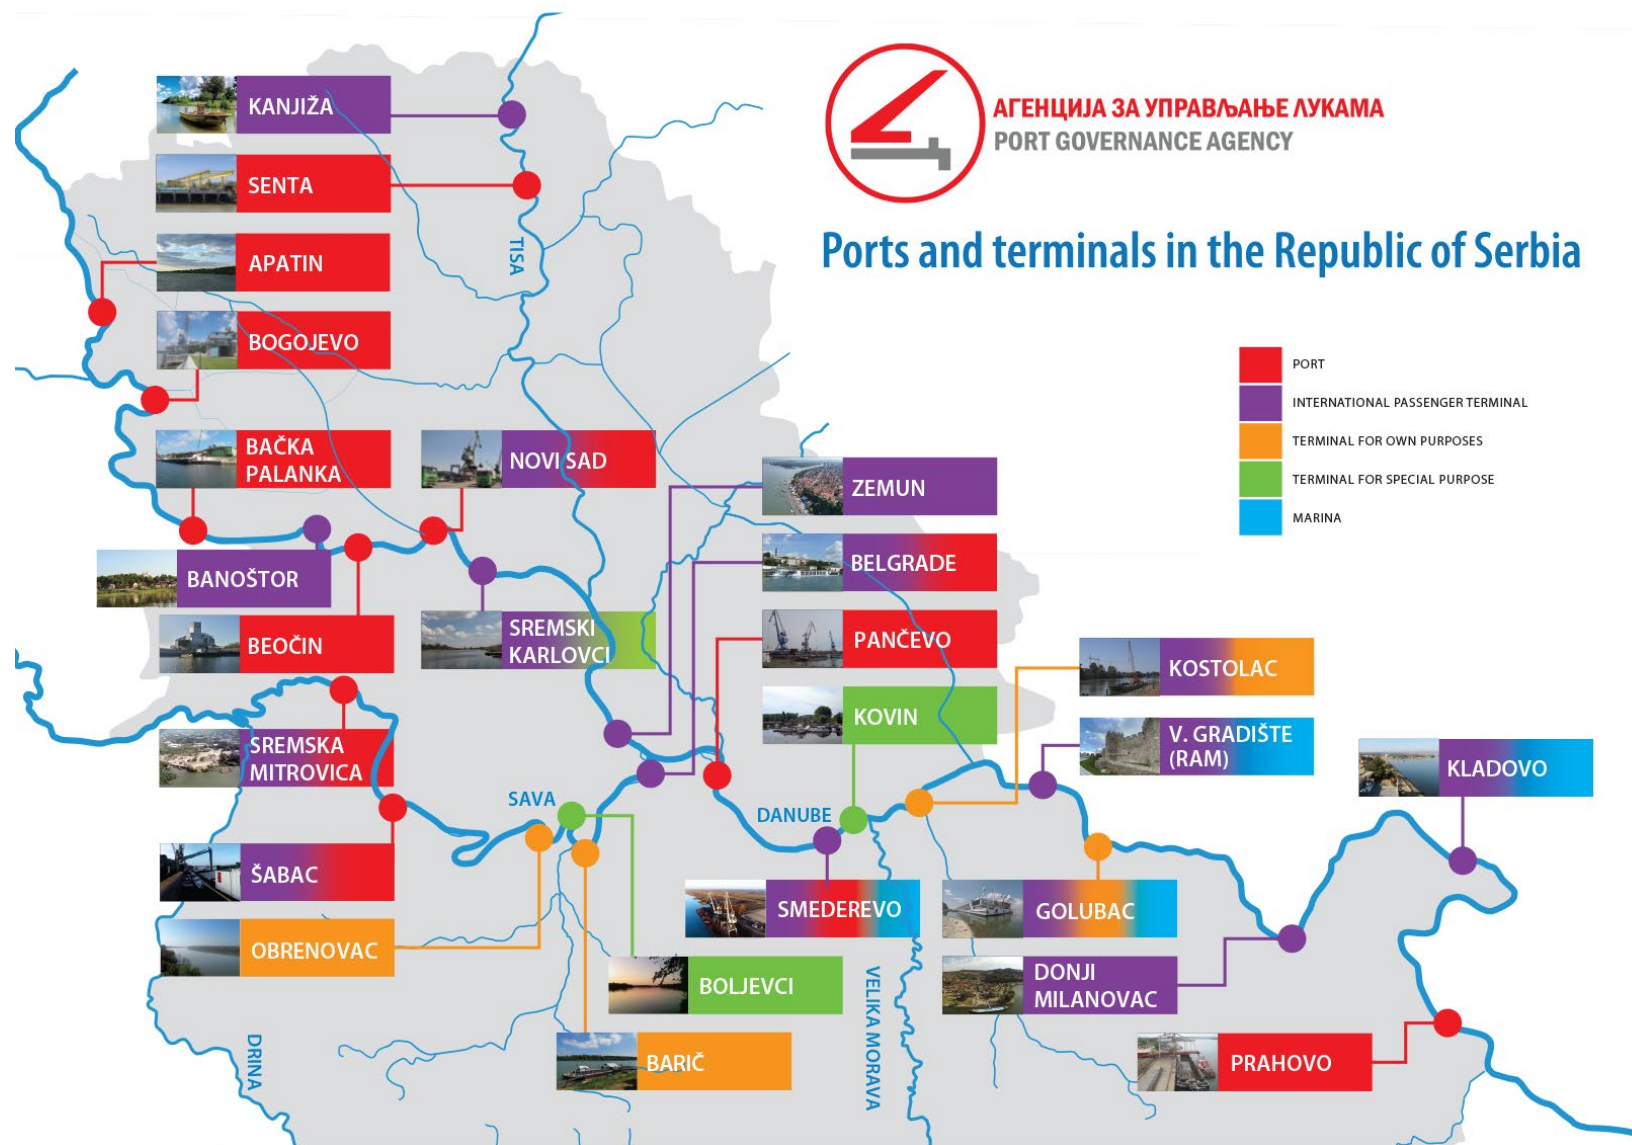 АГЕНЦИЈА ЗА УПРАВЉАЊЕ ЛУКАМА
PORT GOVERNANCE AGENCY
Ports and terminals in the Republic of Serbia
PORT
INTERNATIONAL PASSENGER TERMINAL
TERMINAL FOR OWN PURPOSES
TERMINAL FOR SPECIAL PURPOSE
MARINA
KANJIŽA
SENTA
TISA
APATIN
BOGOJEVO
BAČKA
PALANKA
NOVI SAD
ZEMUN
BANOŠTOR
BELGRADE
BEOČIN
SREMSKI
KARLOVCI
PANČEVO
KOSTOLAC
KOVIN
V. GRADIŠTE
(RAM)
SREMSKA
MITROVICA
KLADOVO
SAVA
DANUBE
ŠABAC
SMEDEREVO
GOLUBAC
OBRENOVAC
BOLJEVCI
DONJI
MILANOVAC
VELIKA MORAVA
DRINA
BARIČ
PRAHOVO